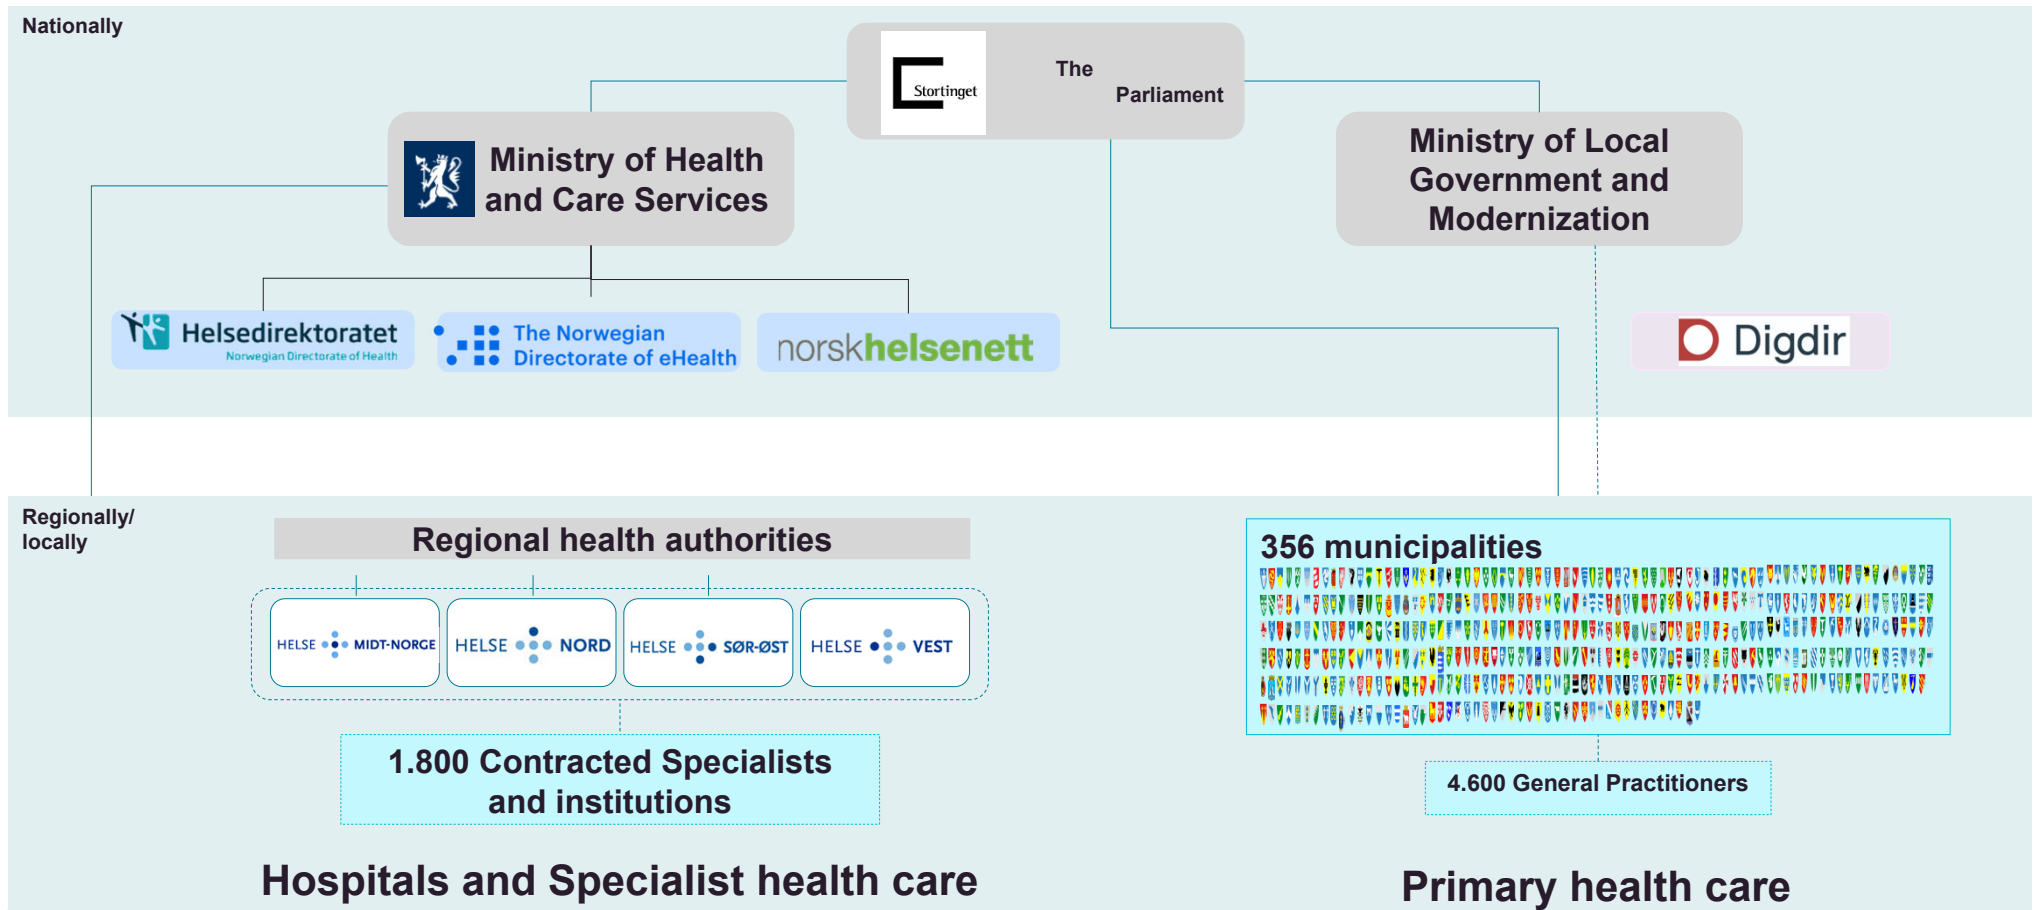 Nationally
Stortinget
The
Parliament
Ministry of Health
and Care Services
Ministry of Local
Government and
Modernization
Helsedirektoratet
Norwegian Directorate of Health
The Norwegian
Directorate of eHealth
norskhelsenett
Digdir
Regionally/
locally
Regional health authorities
HELSE MIDT-NORGE
HELSE NORD
HELSE SØR-ØST
HELSE VEST
1.800 Contracted Specialists
and institutions
Hospitals and Specialist health care
356 municipalities
4.600 General Practitioners
Primary health care